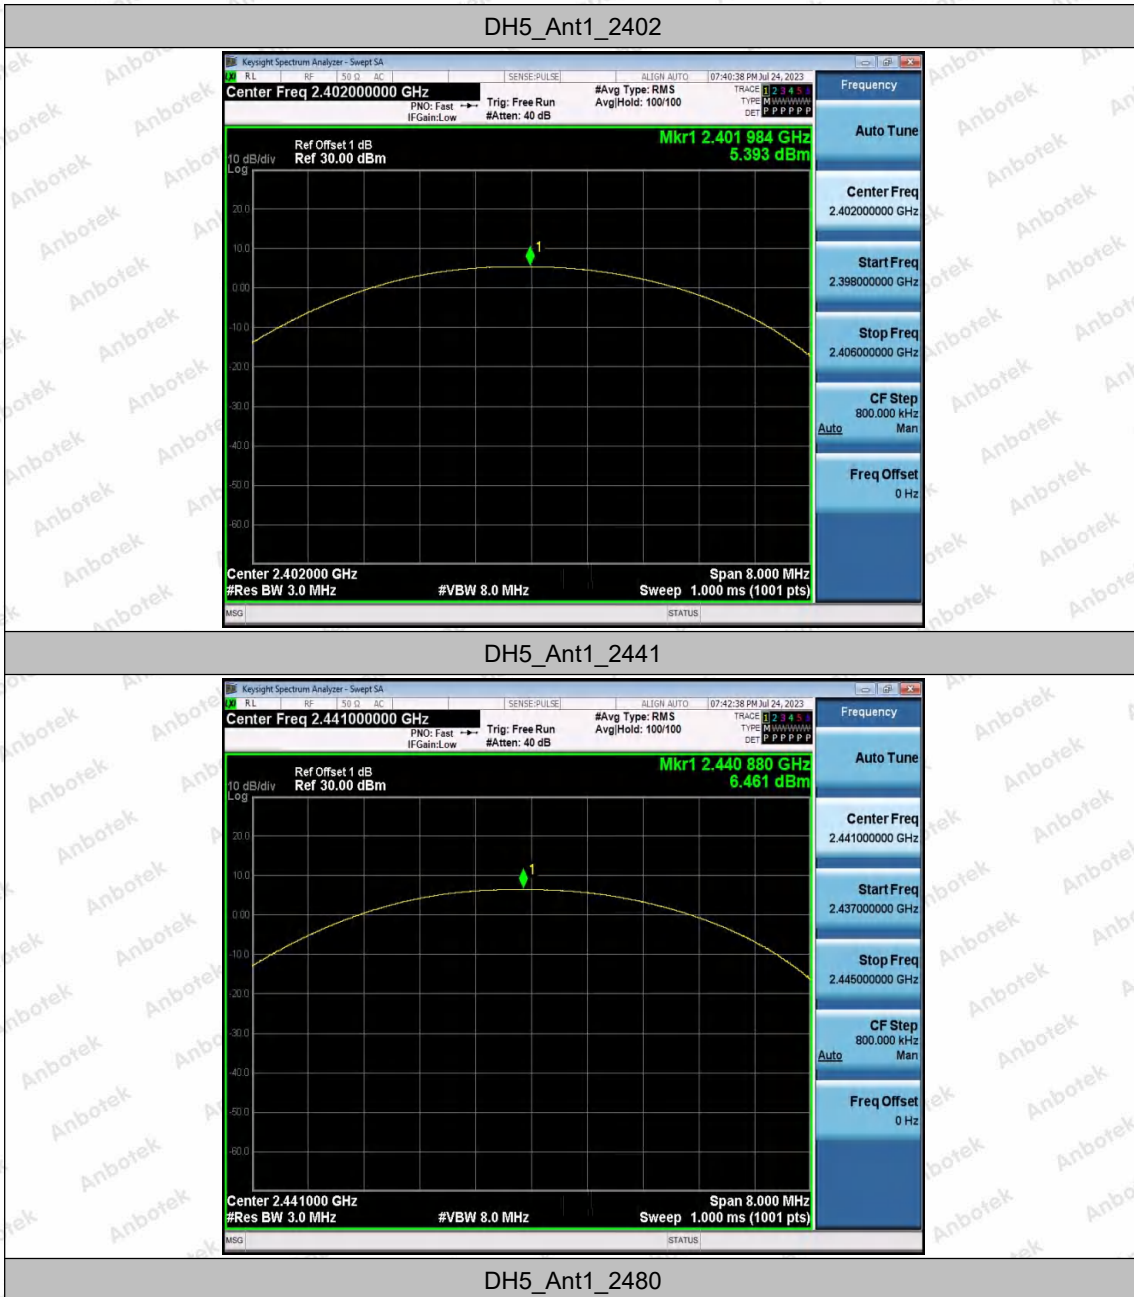 DH5_Ant1_2402
Keysight Spectrum Analyzer - Swept SA
RL RF 50 Ω AC SENSE:PULSE ALIGN AUTO 07:40:38 PM Jul 24, 2023
Center Freq 2.402000000 GHz
PNO: Fast
IFGain:Low
Trig: Free Run
#Atten: 40 dB
#Avg Type: RMS
Avg|Hold: 100/100
TRACE 1 2 3 4 5 6
TYPE M WWWWW
DET P P P P P P
Mkr1 2.401 984 GHz
5.393 dBm
Ref Offset 1 dB
10 dB/div Ref 30.00 dBm
Log
20.0
10.0
1
0.00
-10.0
-20.0
-30.0
-40.0
-50.0
-60.0
Center 2.402000 GHz Span 8.000 MHz
#Res BW 3.0 MHz #VBW 8.0 MHz Sweep 1.000 ms (1001 pts)
MSG STATUS
Frequency
Auto Tune
Center Freq
2.402000000 GHz
Start Freq
2.398000000 GHz
Stop Freq
2.406000000 GHz
CF Step
800.000 kHz
Auto Man
Freq Offset
0 Hz
DH5_Ant1_2441
Keysight Spectrum Analyzer - Swept SA
RL RF 50 Ω AC SENSE:PULSE ALIGN AUTO 07:42:38 PM Jul 24, 2023
Center Freq 2.441000000 GHz
PNO: Fast
IFGain:Low
Trig: Free Run
#Atten: 40 dB
#Avg Type: RMS
Avg|Hold: 100/100
TRACE 1 2 3 4 5 6
TYPE M WWWWW
DET P P P P P P
Mkr1 2.440 880 GHz
6.461 dBm
Ref Offset 1 dB
10 dB/div Ref 30.00 dBm
Log
20.0
10.0
1
0.00
-10.0
-20.0
-30.0
-40.0
-50.0
-60.0
Center 2.441000 GHz Span 8.000 MHz
#Res BW 3.0 MHz #VBW 8.0 MHz Sweep 1.000 ms (1001 pts)
MSG STATUS
Frequency
Auto Tune
Center Freq
2.441000000 GHz
Start Freq
2.437000000 GHz
Stop Freq
2.445000000 GHz
CF Step
800.000 kHz
Auto Man
Freq Offset
0 Hz
DH5_Ant1_2480
Anbotek